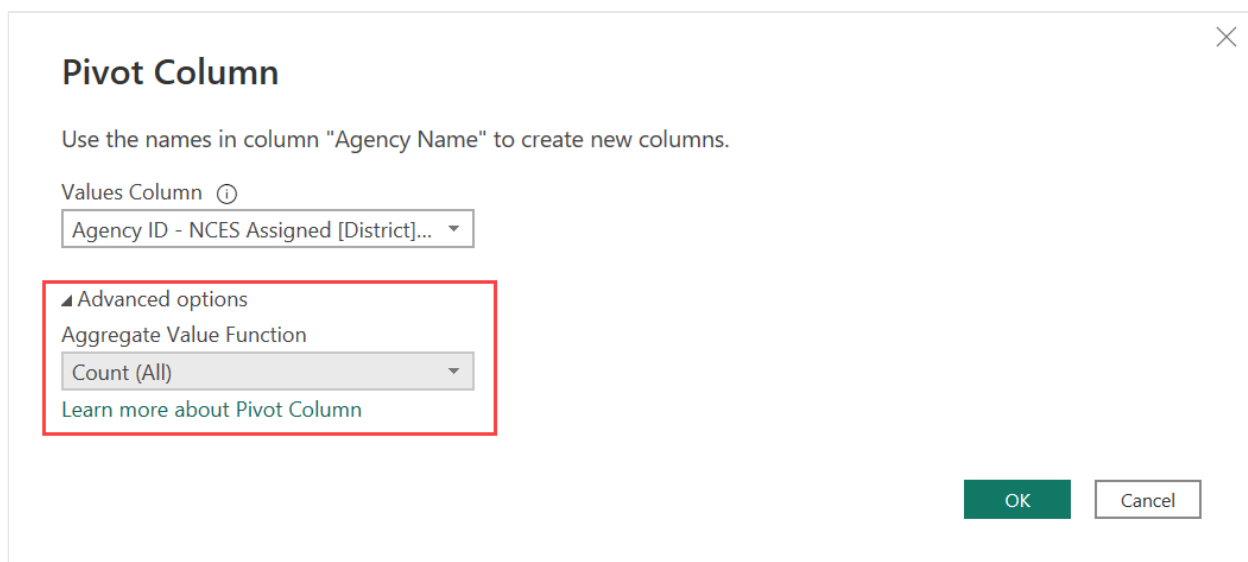 Pivot Column
Use the names in column "Agency Name" to create new columns.
Values Column
Agency ID - NCES Assigned [District]...
Advanced options
Aggregate Value Function
Count (All)
Learn more about Pivot Column
OK
Cancel